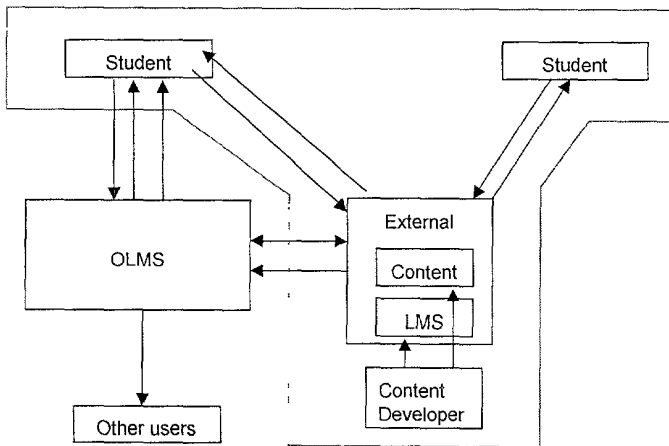 Student
Student
External
OLMS
Content
LMS
Content
Developer
Other users